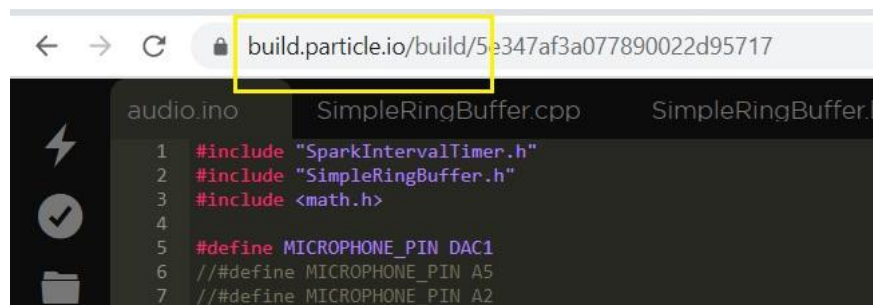 build.particle.io/build/5e347af3a077890022d95717
audio.ino SimpleRingBuffer.cpp SimpleRingBuffer.
1 #include "SparkIntervalTimer.h"
2 #include "SimpleRingBuffer.h"
3 #include <math.h>
4
5 #define MICROPHONE_PIN DAC1
6 //#define MICROPHONE_PIN A5
7 //#define MICROPHONE_PIN A2